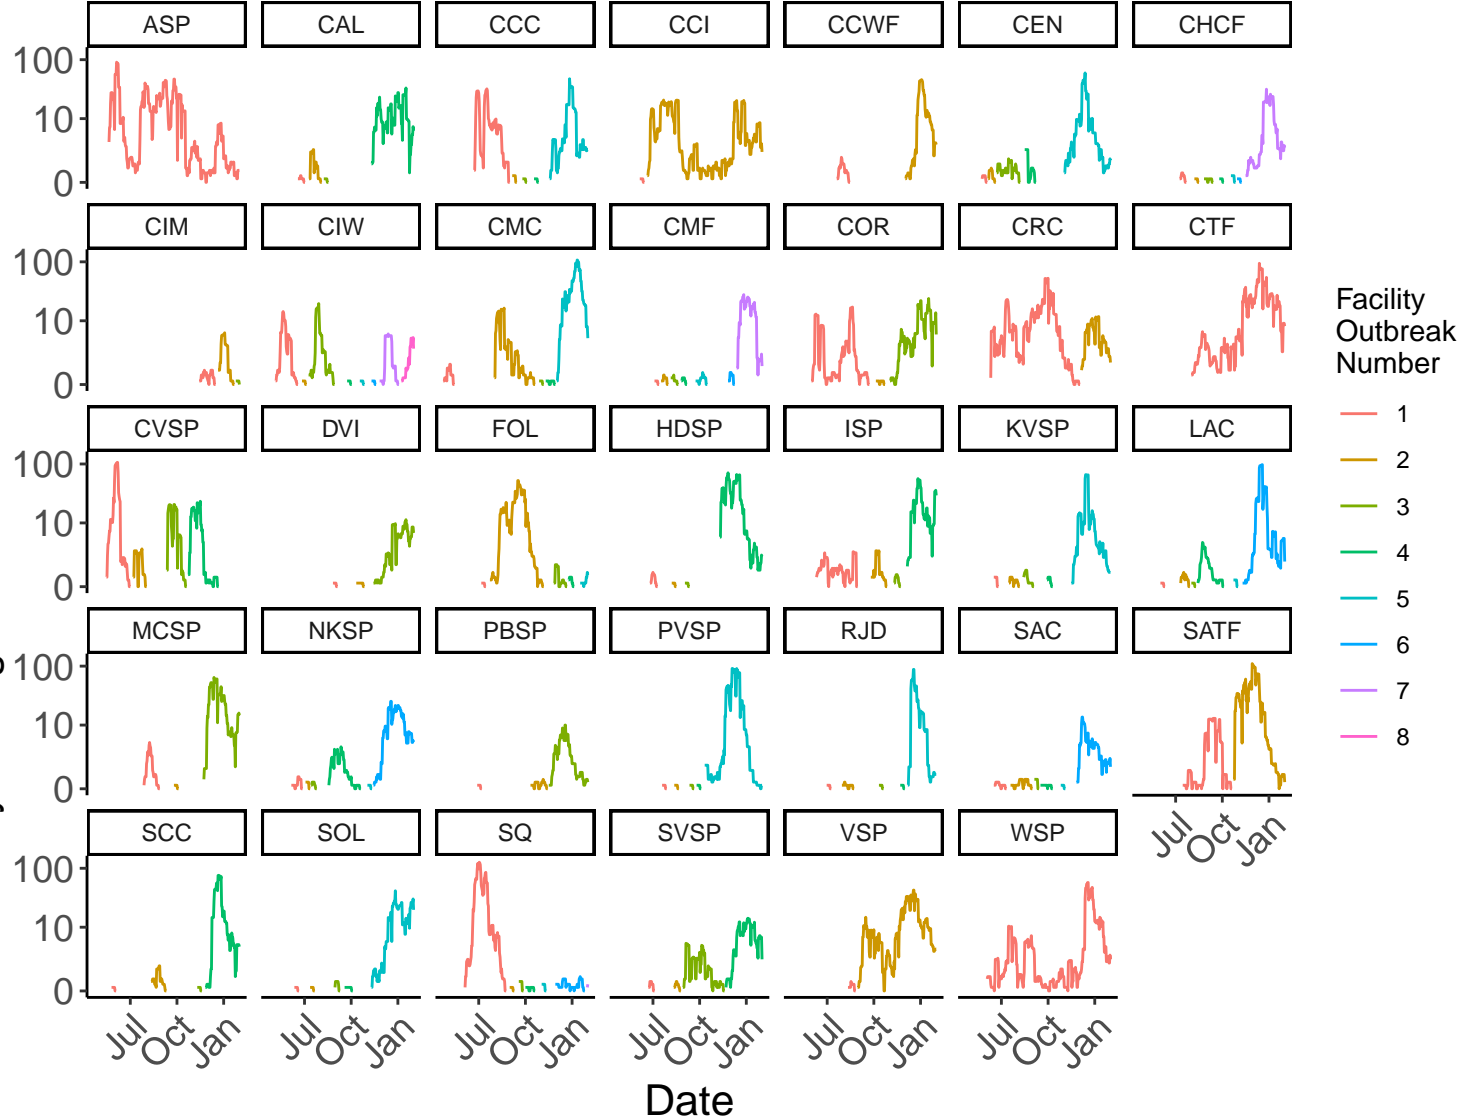 ASP CAL CCC CCI CCWF CEN CHCF
100
10
0
CIM CIW CMC CMF COR CRC CTF
100
10
0
Facility
Outbreak
Number
1
2
3
4
5
6
7
8
CVSP DVI FOL HDSP ISP KVSP LAC
100
10
0
MCSP NKSP PBSP PVSP RJD SAC SATF
100
10
0
Jul Oct Jan
SCC SOL SQ SVSP VSP WSP
100
10
0
Jul Oct Jan Jul Oct Jan Jul Oct Jan Jul Oct Jan Jul Oct Jan Jul Oct Jan
Date